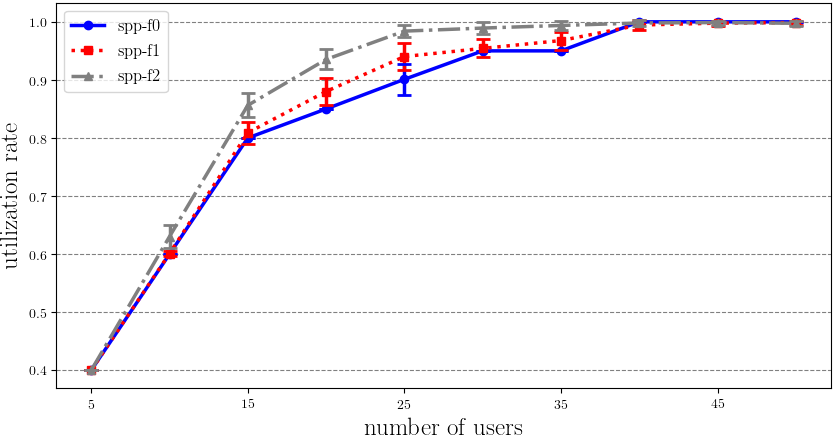 spp-f0
spp-f1
spp-f2
1.0
0.9
0.8
0.7
0.6
0.5
0.4
utilization rate
5 15 25 35 45
number of users